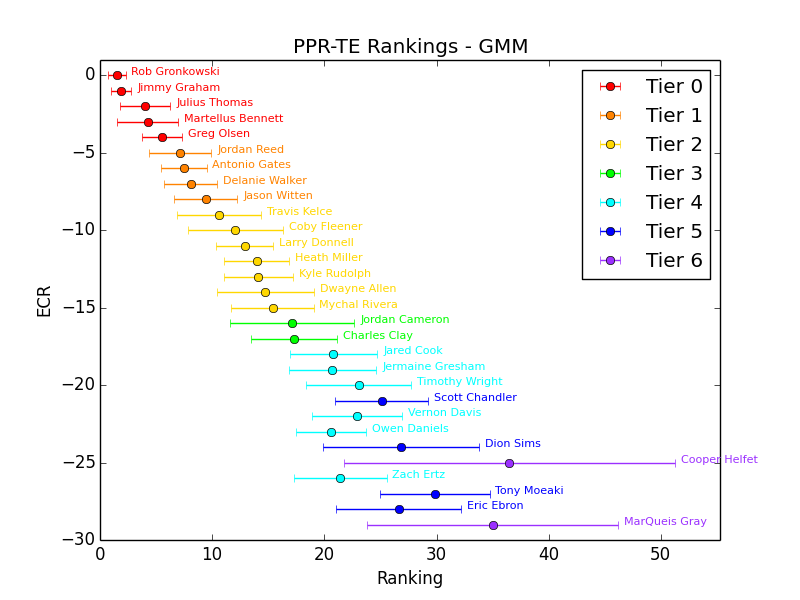 PPR-TE Rankings - GMM
0
−5
−10
−15
−20
−25
−30
ECR
Rob Gronkowski
Jimmy Graham
Julius Thomas
Martellus Bennett
Greg Olsen
Jordan Reed
Antonio Gates
Delanie Walker
Jason Witten
Travis Kelce
Coby Fleener
Larry Donnell
Heath Miller
Kyle Rudolph
Dwayne Allen
Mychal Rivera
Jordan Cameron
Charles Clay
Jared Cook
Jermaine Gresham
Timothy Wright
Scott Chandler
Vernon Davis
Owen Daniels
Dion Sims
Cooper Helfet
Zach Ertz
Tony Moeaki
Eric Ebron
MarQueis Gray
Tier 0
Tier 1
Tier 2
Tier 3
Tier 4
Tier 5
Tier 6
0 10 20 30 40 50
Ranking